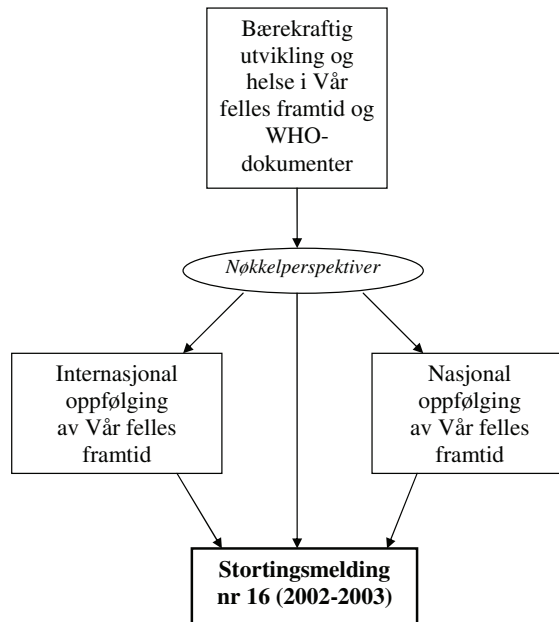 Bærekraftig
utvikling og
helse i Vår
felles framtid og
WHO-
dokumenter
Nøkkelperspektiver
Internasjonal
oppfølging
av Vår felles
framtid
Nasjonal
oppfølging
av Vår felles
framtid
Stortingsmelding
nr 16 (2002-2003)